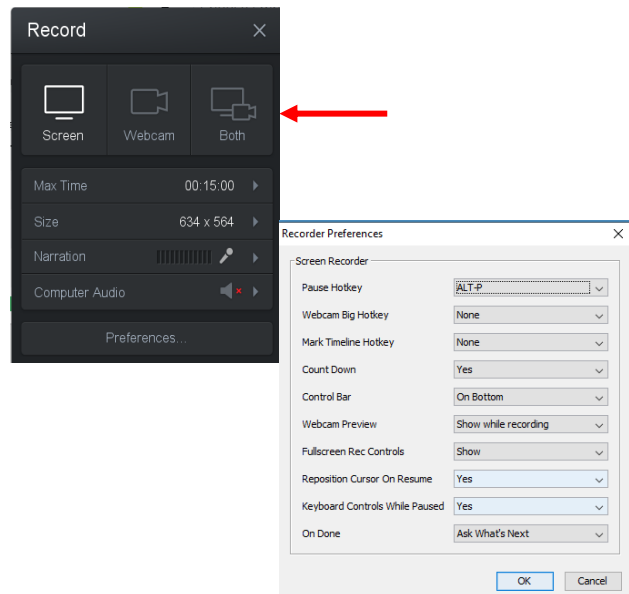 Record
Screen Webcam Both
Max Time 00:15:00
Size 634 x 564
Narration
Computer Audio
Preferences...
Recorder Preferences
Screen Recorder
Pause Hotkey ALT-P
Webcam Big Hotkey None
Mark Timeline Hotkey None
Count Down Yes
Control Bar On Bottom
Webcam Preview Show while recording
Fullscreen Rec Controls Show
Reposition Cursor On Resume Yes
Keyboard Controls While Paused Yes
On Done Ask What's Next
OK Cancel